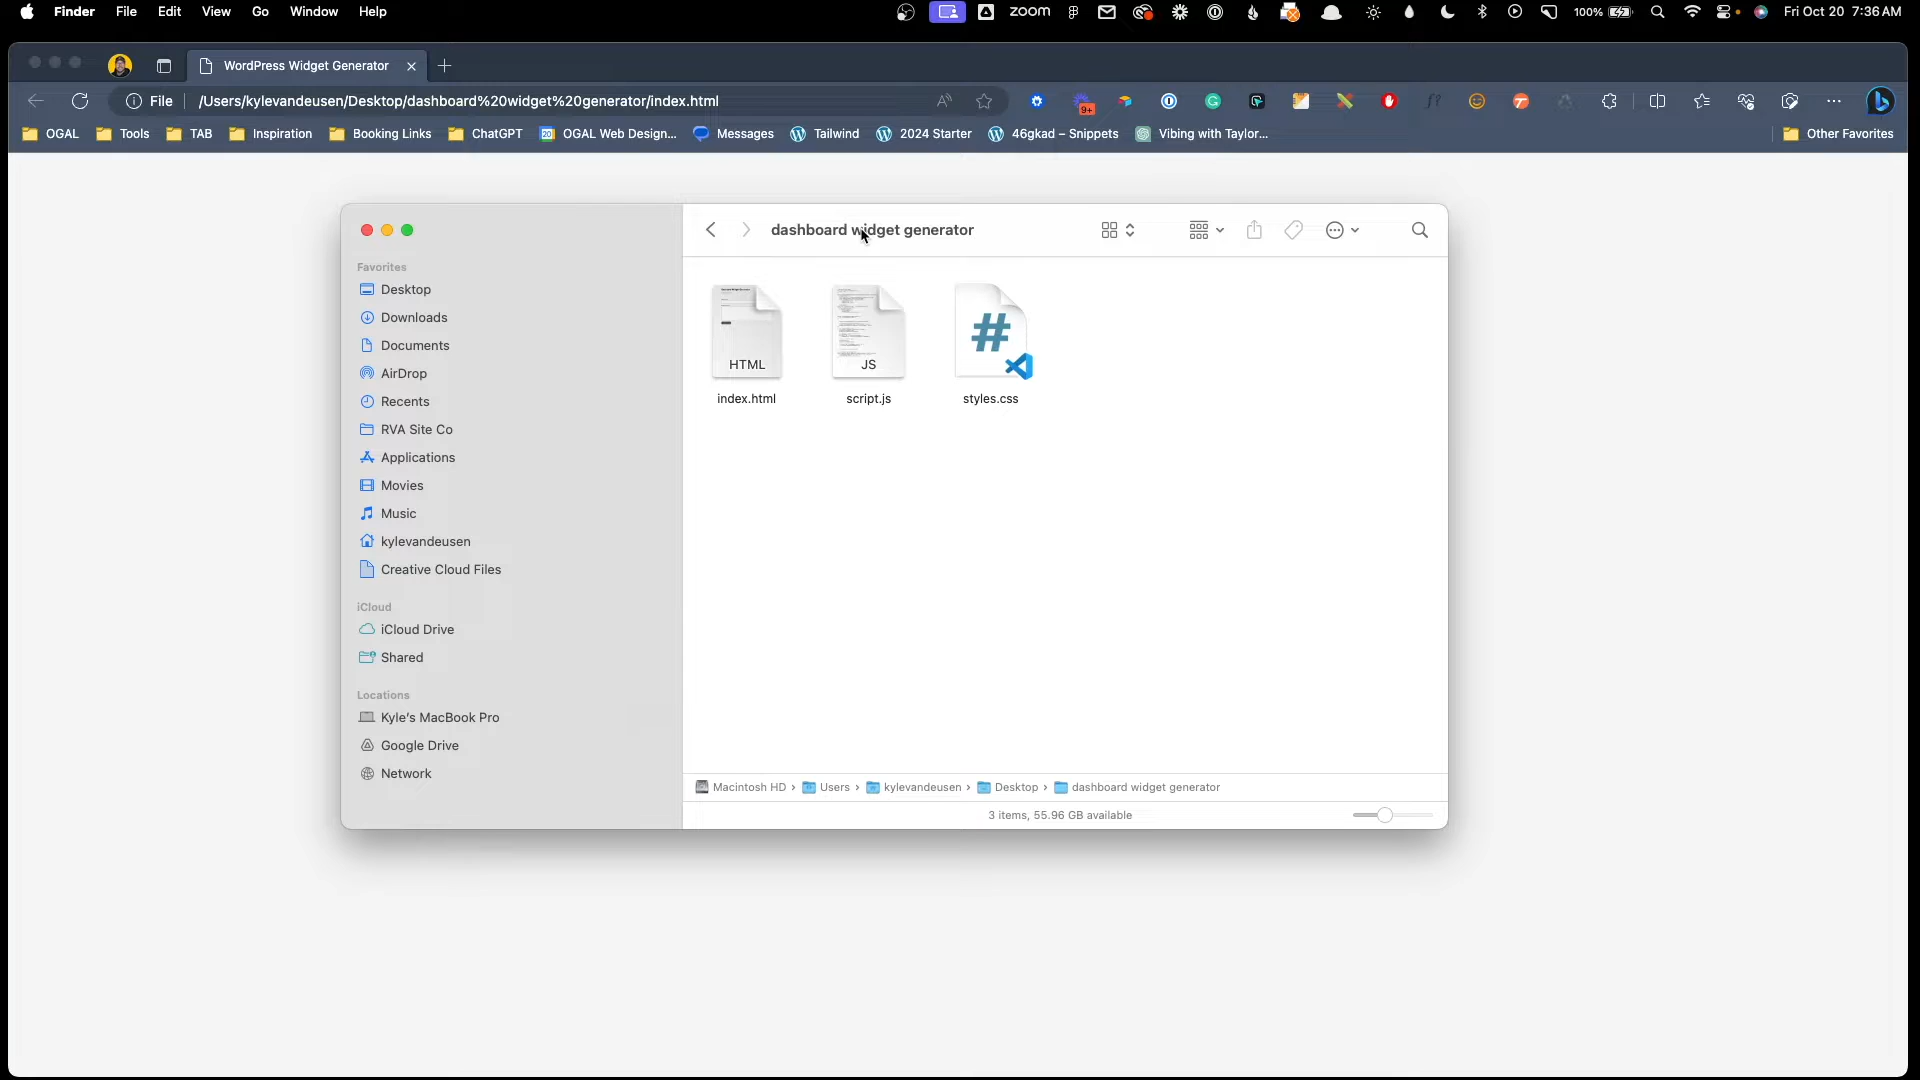 Finder File Edit View Go Window Help zoom 100% Fri Oct 20 7:36 AM
WordPress Widget Generator
File /Users/kylevandeusen/Desktop/dashboard%20widget%20generator/index.html 9+
OGAL Tools TAB Inspiration Booking Links ChatGPT 20 OGAL Web Design... Messages Tailwind 2024 Starter 46gkad – Snippets Vibing with Taylor... Other Favorites
dashboard widget generator
Favorites
Desktop
Downloads
Documents
AirDrop
Recents
RVA Site Co
Applications
Movies
Music
kylevandeusen
Creative Cloud Files
iCloud
iCloud Drive
Shared
Locations
Kyle's MacBook Pro
Google Drive
Network
HTML
index.html
JS
script.js
#
styles.css
Macintosh HD › Users › kylevandeusen › Desktop › dashboard widget generator
3 items, 55.96 GB available